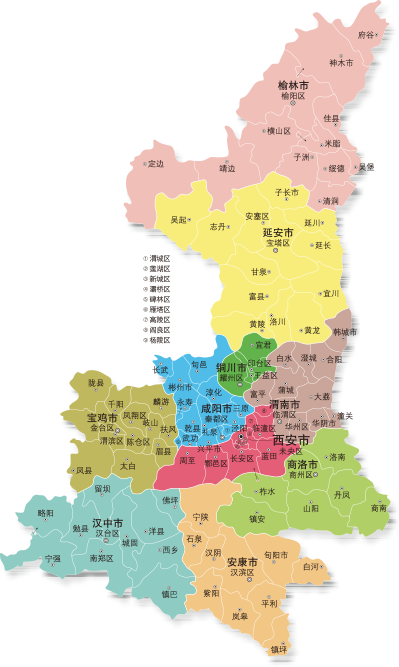 府谷
神木市
榆林市
榆阳区
佳县
横山区
米脂
子洲
定边
靖边
绥德
吴堡
清涧
子长市
吴起
志丹
安塞区
延川
延安市
宝塔区
延长
甘泉
富县
宜川
洛川
黄陵
黄龙
韩城市
①渭城区
②莲湖区
③新城区
④灞桥区
⑤碑林区
⑥雁塔区
⑦高陵区
⑧阎良区
⑨杨陵区
宜君
铜川市
印台区
耀州区
王益区
白水
澄城
合阳
长武
旬邑
彬州市
淳化
永寿
咸阳市
三原
秦都区
乾县
礼泉
泾阳
武功
兴平市
富平
蒲城
大荔
渭南市
临渭区
潼关
华州区
华阴市
陇县
千阳
麟游
宝鸡市
凤翔区
金台区
岐山
扶风
渭滨区
陈仓区
眉县
凤县
太白
西安市
临潼区
未央区
长安区
蓝田
周至
鄠邑区
商洛市
商州区
洛南
丹凤
柞水
山阳
商南
镇安
留坝
佛坪
略阳
勉县
汉中市
汉台区
城固
洋县
宁强
南郑区
西乡
镇巴
宁陕
石泉
汉阴
安康市
汉滨区
旬阳市
白河
紫阳
平利
岚皋
镇坪